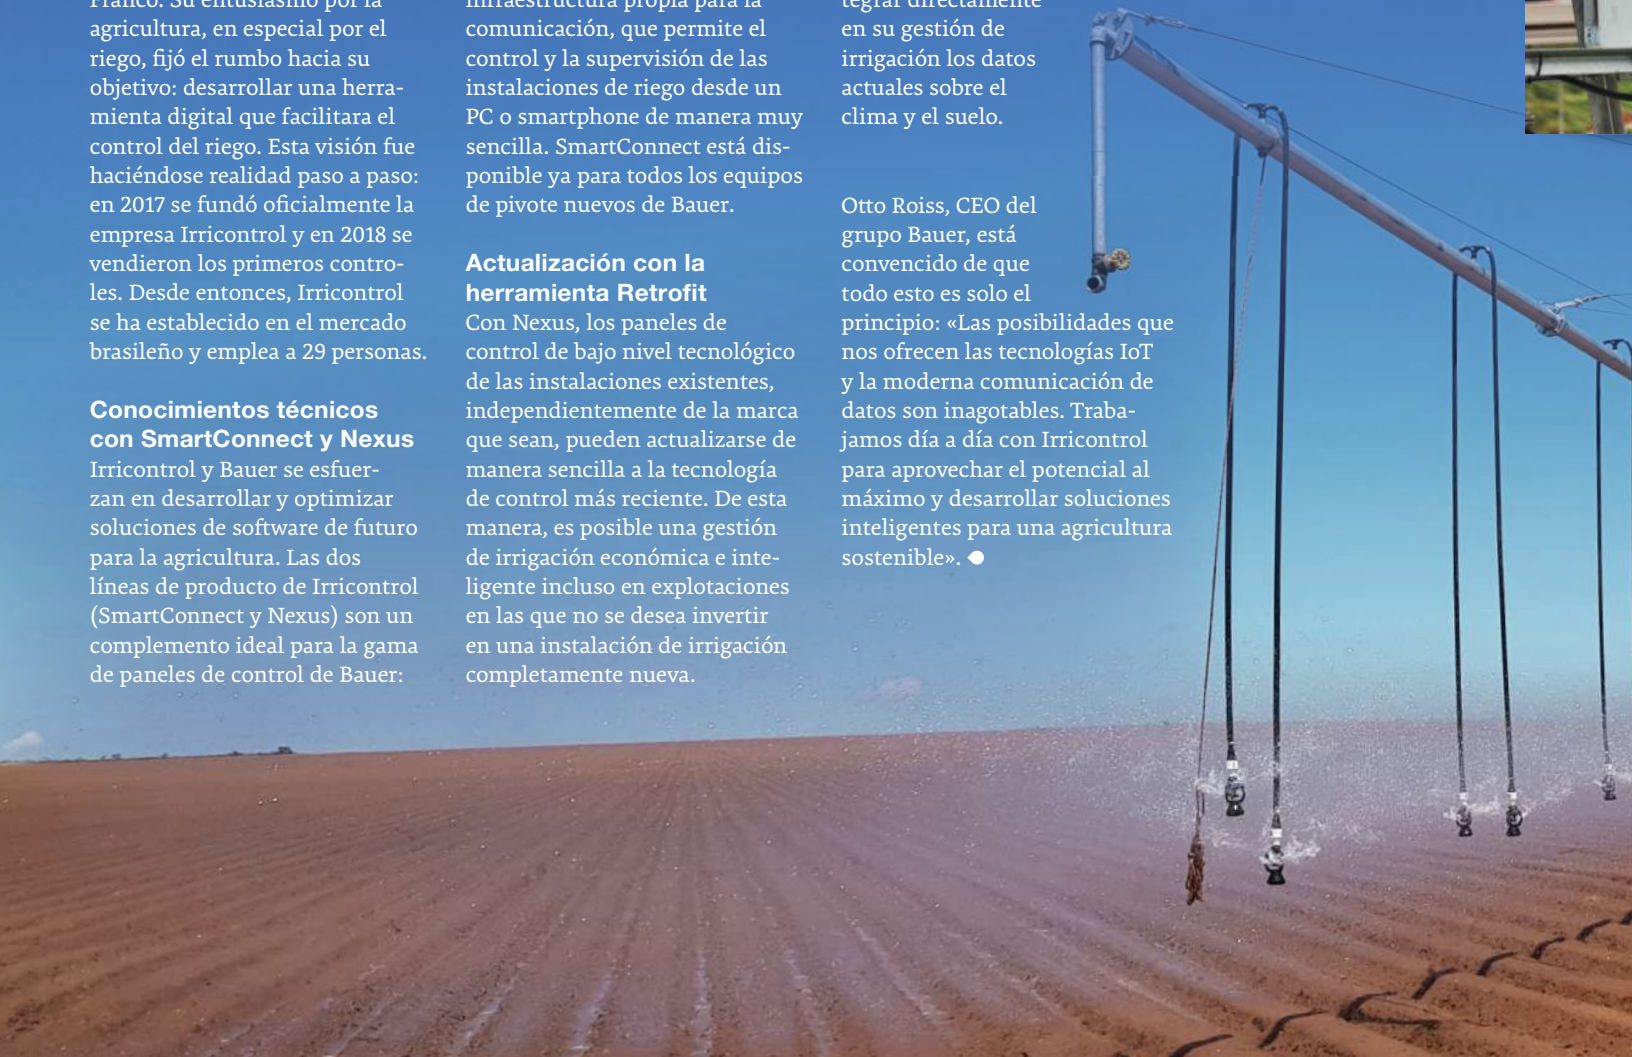 Franco. Su entusiasmo por la
agricultura, en especial por el
riego, fijó el rumbo hacia su
objetivo: desarrollar una herra-
mienta digital que facilitara el
control del riego. Esta visión fue
haciéndose realidad paso a paso:
en 2017 se fundó oficialmente la
empresa Irricontrol y en 2018 se
vendieron los primeros contro-
les. Desde entonces, Irricontrol
se ha establecido en el mercado
brasileño y emplea a 29 personas.
Conocimientos técnicos
con SmartConnect y Nexus
Irricontrol y Bauer se esfuer-
zan en desarrollar y optimizar
soluciones de software de futuro
para la agricultura. Las dos
líneas de producto de Irricontrol
(SmartConnect y Nexus) son un
complemento ideal para la gama
de paneles de control de Bauer:
infraestructura propia para la
comunicación, que permite el
control y la supervisión de las
instalaciones de riego desde un
PC o smartphone de manera muy
sencilla. SmartConnect está dis-
ponible ya para todos los equipos
de pivote nuevos de Bauer.
Actualización con la
herramienta Retrofit
Con Nexus, los paneles de
control de bajo nivel tecnológico
de las instalaciones existentes,
independientemente de la marca
que sean, pueden actualizarse de
manera sencilla a la tecnología
de control más reciente. De esta
manera, es posible una gestión
de irrigación económica e inte-
ligente incluso en explotaciones
en las que no se desea invertir
en una instalación de irrigación
completamente nueva.
tegrar directamente
en su gestión de
irrigación los datos
actuales sobre el
clima y el suelo.
Otto Roiss, CEO del
grupo Bauer, está
convencido de que
todo esto es solo el
principio: «Las posibilidades que
nos ofrecen las tecnologías IoT
y la moderna comunicación de
datos son inagotables. Traba-
jamos día a día con Irricontrol
para aprovechar el potencial al
máximo y desarrollar soluciones
inteligentes para una agricultura
sostenible».